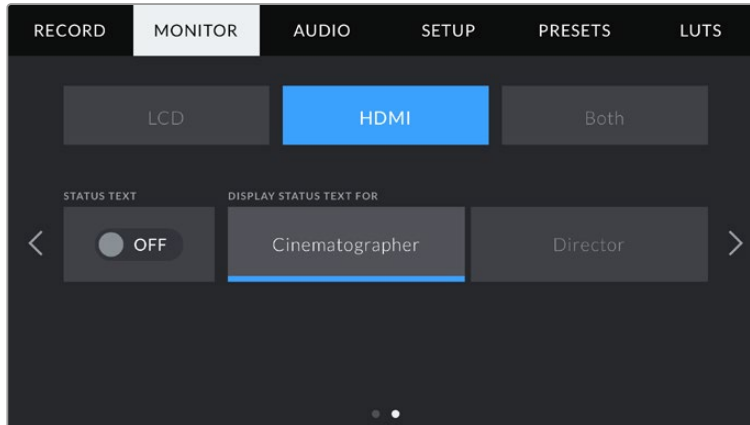 RECORD MONITOR AUDIO SETUP PRESETS LUTS
LCD HDMI Both
STATUS TEXT DISPLAY STATUS TEXT FOR
OFF Cinematographer Director